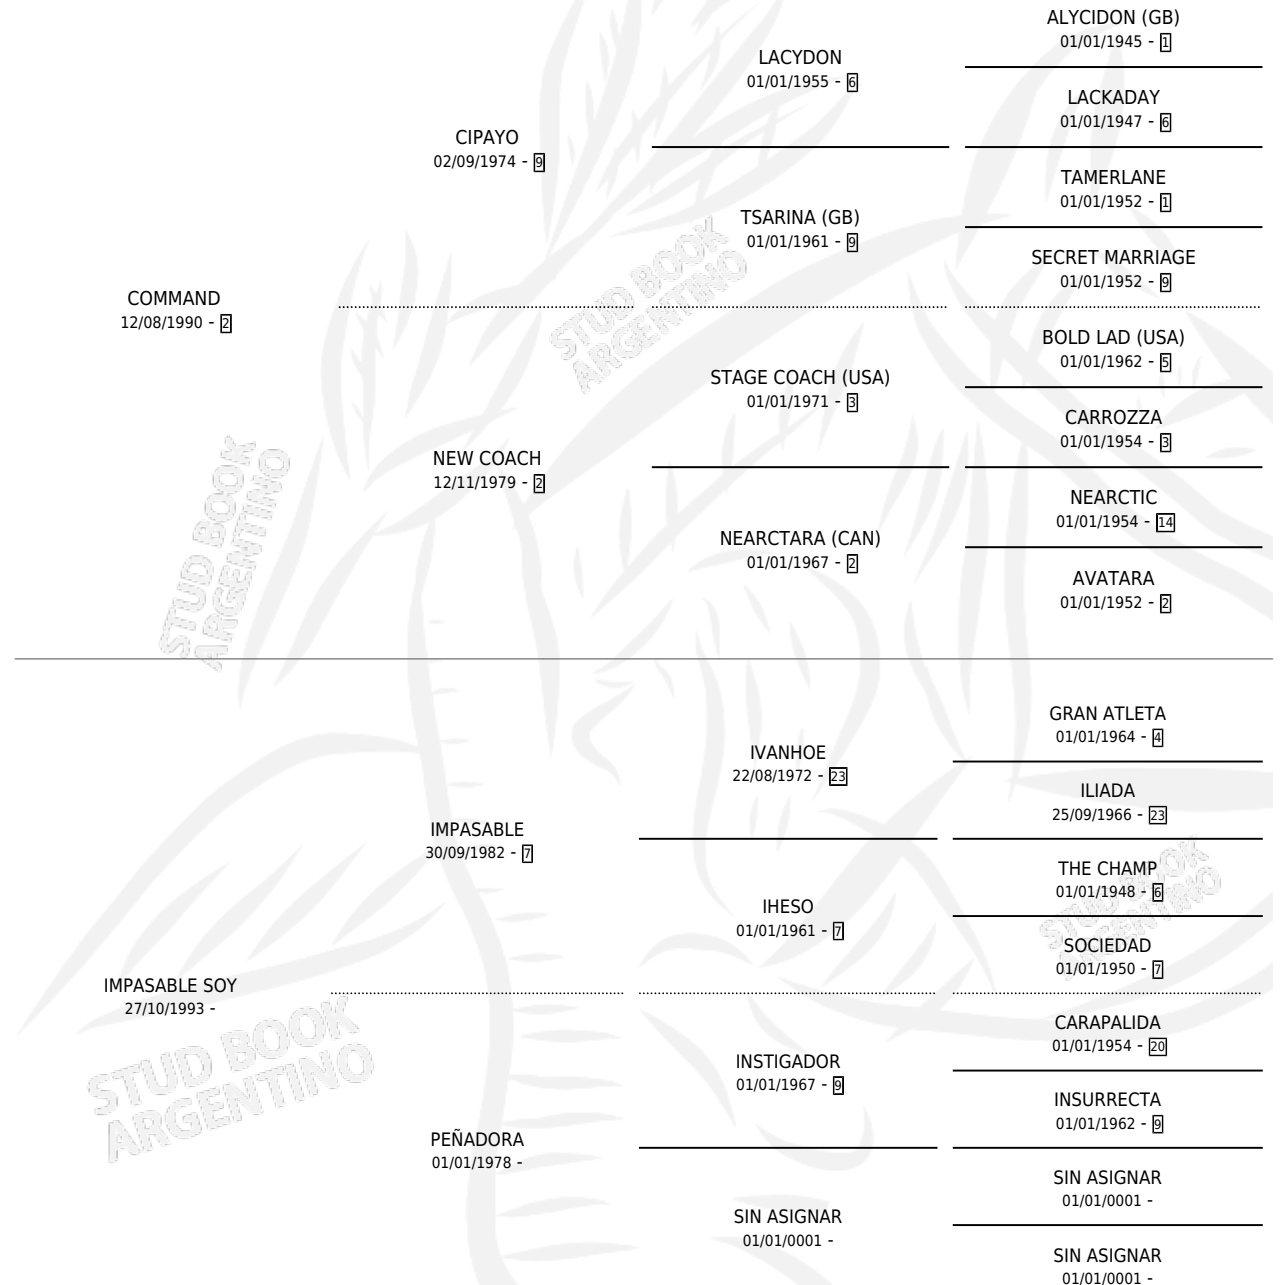 ALYCIDON (GB)
01/01/1945 - 1
LACYDON
01/01/1955 - 6
LACKADAY
01/01/1947 - 6
CIPAYO
02/09/1974 - 9
TAMERLANE
01/01/1952 - 1
TSARINA (GB)
01/01/1961 - 9
SECRET MARRIAGE
01/01/1952 - 9
COMMAND
12/08/1990 - 2
BOLD LAD (USA)
01/01/1962 - 5
STAGE COACH (USA)
01/01/1971 - 3
CARROZZA
01/01/1954 - 3
NEW COACH
12/11/1979 - 2
NEARCTIC
01/01/1954 - 14
NEARCTARA (CAN)
01/01/1967 - 2
AVATARA
01/01/1952 - 2
GRAN ATLETA
01/01/1964 - 4
IVANHOE
22/08/1972 - 23
ILIADA
25/09/1966 - 23
IMPASABLE
30/09/1982 - 7
THE CHAMP
01/01/1948 - 6
IHESO
01/01/1961 - 7
SOCIEDAD
01/01/1950 - 7
IMPASABLE SOY
27/10/1993 -
CARAPALIDA
01/01/1954 - 20
INSTIGADOR
01/01/1967 - 9
INSURRECTA
01/01/1962 - 9
PEÑADORA
01/01/1978 -
SIN ASIGNAR
01/01/0001 -
SIN ASIGNAR
01/01/0001 -
SIN ASIGNAR
01/01/0001 -
STUD BOOK
ARGENTINO
STUD BOOK
ARGENTINO
STUD BOOK
ARGENTINO
STUD BOOK
ARGENTINO